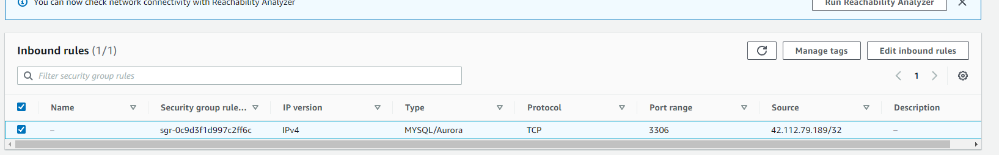 You can now check network connectivity with Reachability Analyzer
Run Reachability Analyzer
Inbound rules (1/1)
Manage tags
Edit inbound rules
Filter security group rules
1
Name Security group rule... IP version Type Protocol Port range Source Description
– sgr-0c9d3f1d997c2ff6c IPv4 MYSQL/Aurora TCP 3306 42.112.79.189/32 –